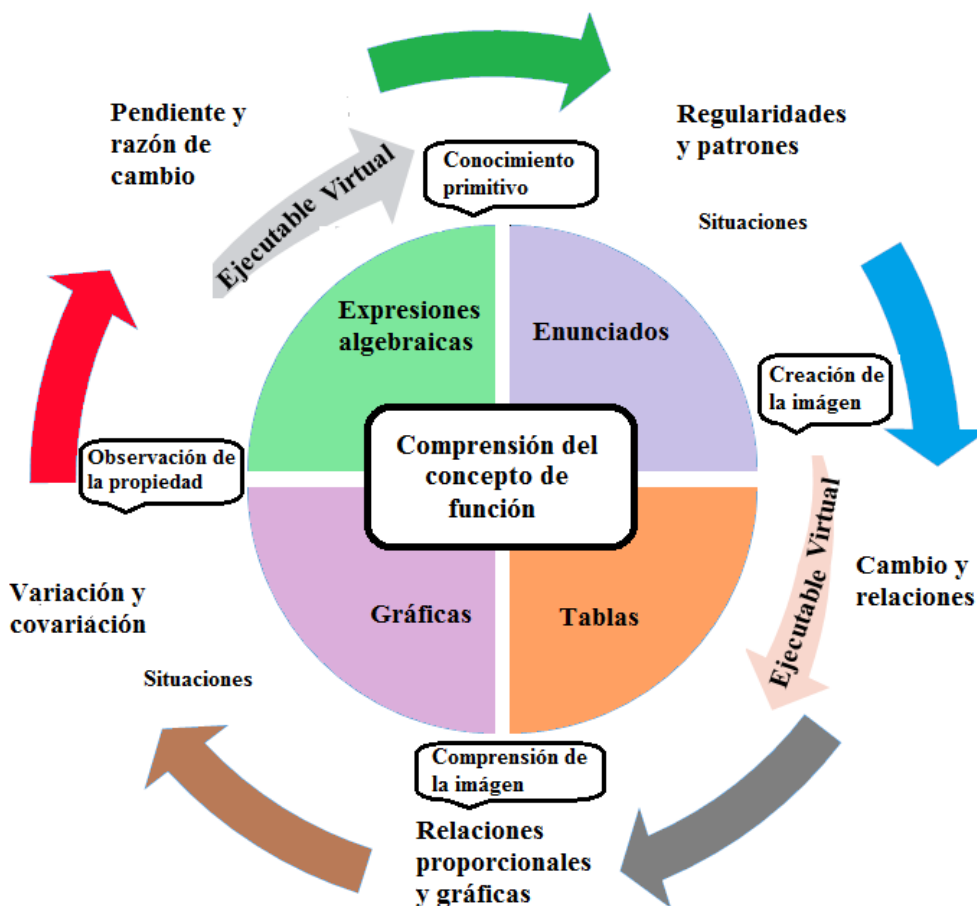 Pendiente y
razón de
cambio
Regularidades
y patrones
Ejecutable Virtual
Conocimiento
primitivo
Situaciones
Expresiones
algebraicas
Enunciados
Creación de
la imágen
Observación de
la propiedad
Comprensión del
concepto de
función
Ejecutable Virtual
Cambio y
relaciones
Variación y
covariación
Gráficas
Tablas
Situaciones
Comprensión de
la imágen
Relaciones
proporcionales
y gráficas